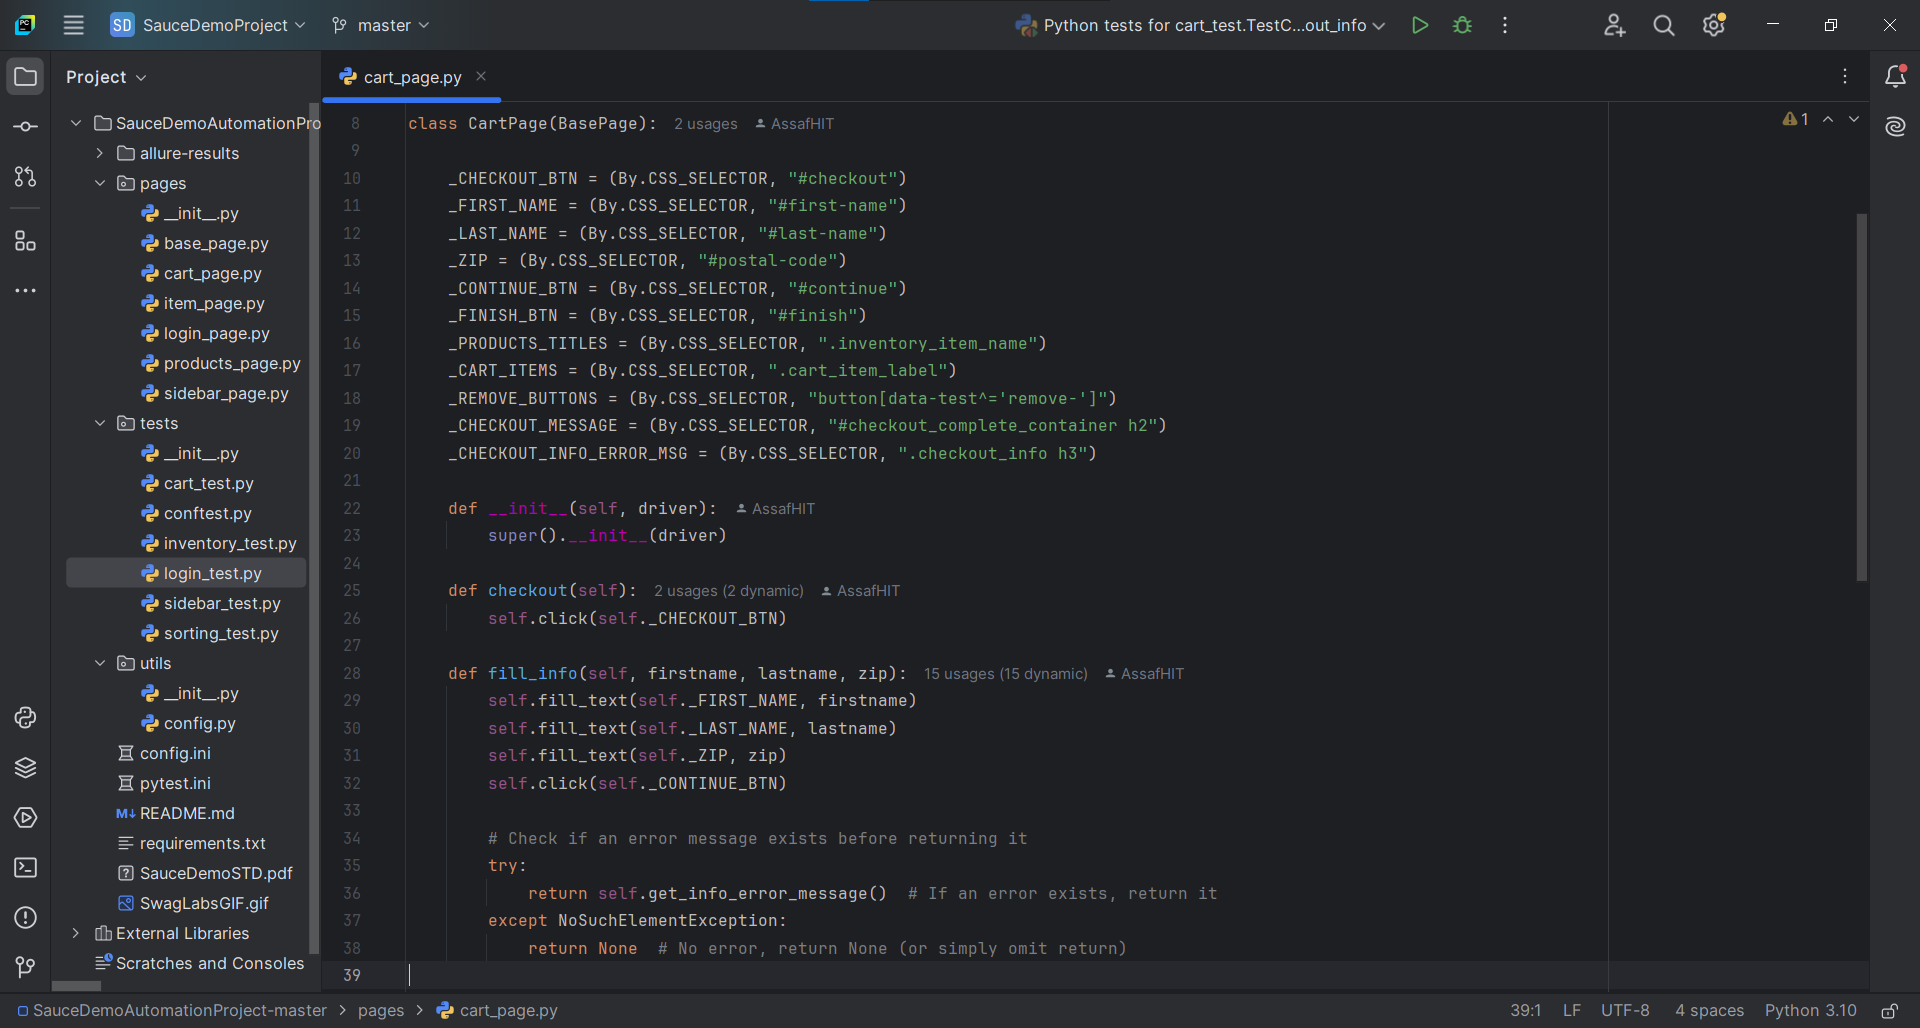 SD SauceDemoProject master Python tests for cart_test.TestC...out_info
Project
cart_page.py
SauceDemoAutomationPro
allure-results
pages
__init__.py
base_page.py
cart_page.py
item_page.py
login_page.py
products_page.py
sidebar_page.py
tests
__init__.py
cart_test.py
conftest.py
inventory_test.py
login_test.py
sidebar_test.py
sorting_test.py
utils
__init__.py
config.py
config.ini
pytest.ini
README.md
requirements.txt
SauceDemoSTD.pdf
SwagLabsGIF.gif
External Libraries
Scratches and Consoles
1
8 class CartPage(BasePage): 2 usages AssafHIT
9
10 _CHECKOUT_BTN = (By.CSS_SELECTOR, "#checkout")
11 _FIRST_NAME = (By.CSS_SELECTOR, "#first-name")
12 _LAST_NAME = (By.CSS_SELECTOR, "#last-name")
13 _ZIP = (By.CSS_SELECTOR, "#postal-code")
14 _CONTINUE_BTN = (By.CSS_SELECTOR, "#continue")
15 _FINISH_BTN = (By.CSS_SELECTOR, "#finish")
16 _PRODUCTS_TITLES = (By.CSS_SELECTOR, ".inventory_item_name")
17 _CART_ITEMS = (By.CSS_SELECTOR, ".cart_item_label")
18 _REMOVE_BUTTONS = (By.CSS_SELECTOR, "button[data-test^='remove-']")
19 _CHECKOUT_MESSAGE = (By.CSS_SELECTOR, "#checkout_complete_container h2")
20 _CHECKOUT_INFO_ERROR_MSG = (By.CSS_SELECTOR, ".checkout_info h3")
21
22 def __init__(self, driver): AssafHIT
23 super().__init__(driver)
24
25 def checkout(self): 2 usages (2 dynamic) AssafHIT
26 self.click(self._CHECKOUT_BTN)
27
28 def fill_info(self, firstname, lastname, zip): 15 usages (15 dynamic) AssafHIT
29 self.fill_text(self._FIRST_NAME, firstname)
30 self.fill_text(self._LAST_NAME, lastname)
31 self.fill_text(self._ZIP, zip)
32 self.click(self._CONTINUE_BTN)
33
34 # Check if an error message exists before returning it
35 try:
36 return self.get_info_error_message() # If an error exists, return it
37 except NoSuchElementException:
38 return None # No error, return None (or simply omit return)
39
SauceDemoAutomationProject-master > pages > cart_page.py 39:1 LF UTF-8 4 spaces Python 3.10